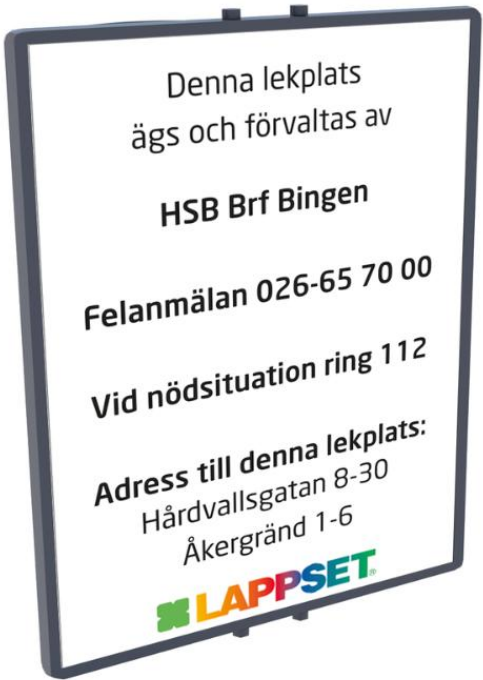 Denna lekplats
ägs och förvaltas av
HSB Brf Bingen
Felanmälan 026-65 70 00
Vid nödsituation ring 112
Adress till denna lekplats:
Hårdvallsgatan 8-30
Åkergränd 1-6
LAPPSET®